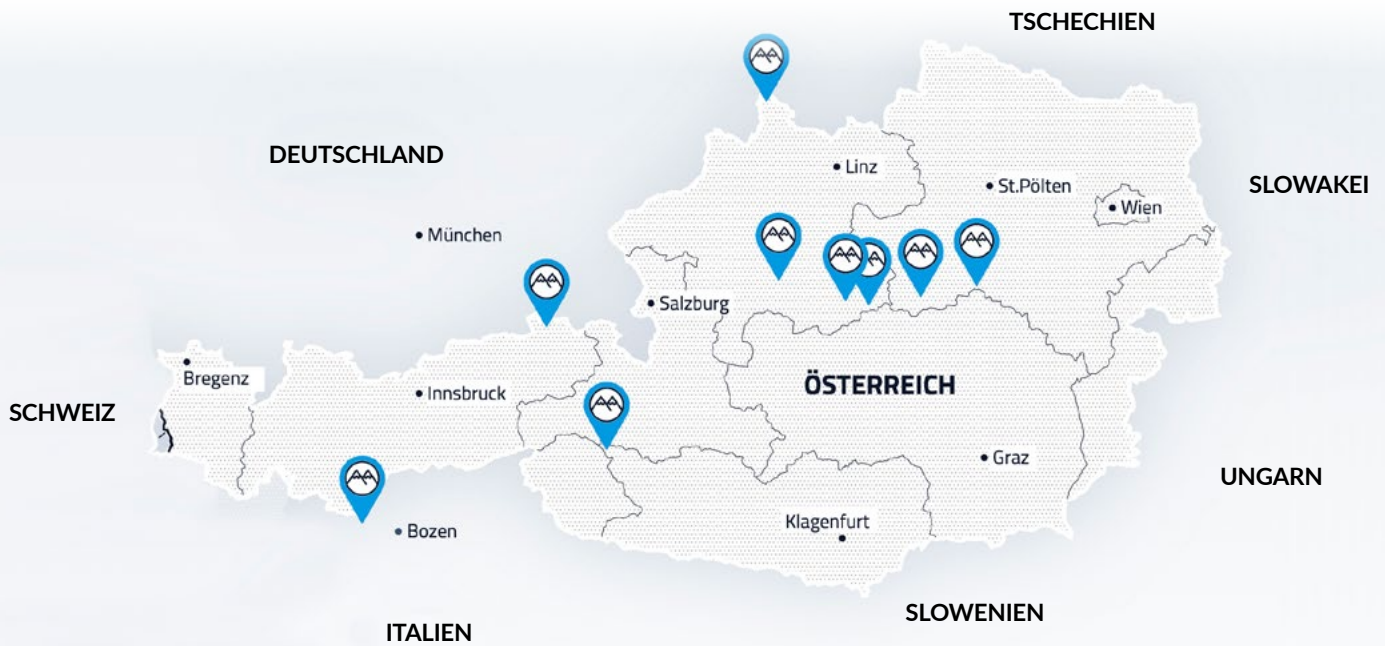 TSCHECHIEN
DEUTSCHLAND
Linz
St.Pölten
SLOWAKEI
Wien
München
Salzburg
Bregenz
Innsbruck
ÖSTERREICH
SCHWEIZ
Graz
UNGARN
Klagenfurt
Bozen
SLOWENIEN
ITALIEN